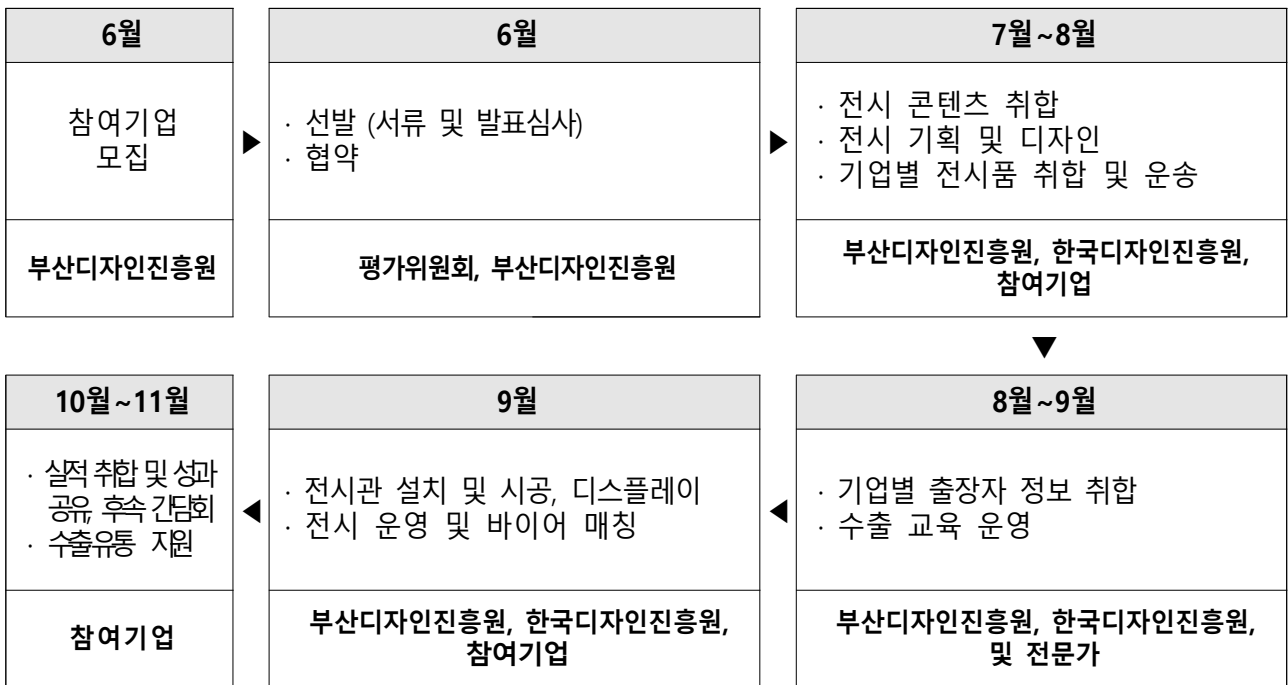 6월
참여기업
모집
부산디자인진흥원
▶
6월
· 선발 (서류 및 발표심사)
· 협약
평가위원회, 부산디자인진흥원
▶
7월~8월
· 전시 콘텐츠 취합
· 전시 기획 및 디자인
· 기업별 전시품 취합 및 운송
부산디자인진흥원, 한국디자인진흥원,
참여기업
▼
8월~9월
· 기업별 출장자 정보 취합
· 수출 교육 운영
부산디자인진흥원, 한국디자인진흥원,
및 전문가
◀
9월
· 전시관 설치 및 시공, 디스플레이
· 전시 운영 및 바이어 매칭
부산디자인진흥원, 한국디자인진흥원,
참여기업
◀
10월~11월
· 실적 취합 및 성과
공유, 후속 간담회
· 수출유통 지원
참여기업